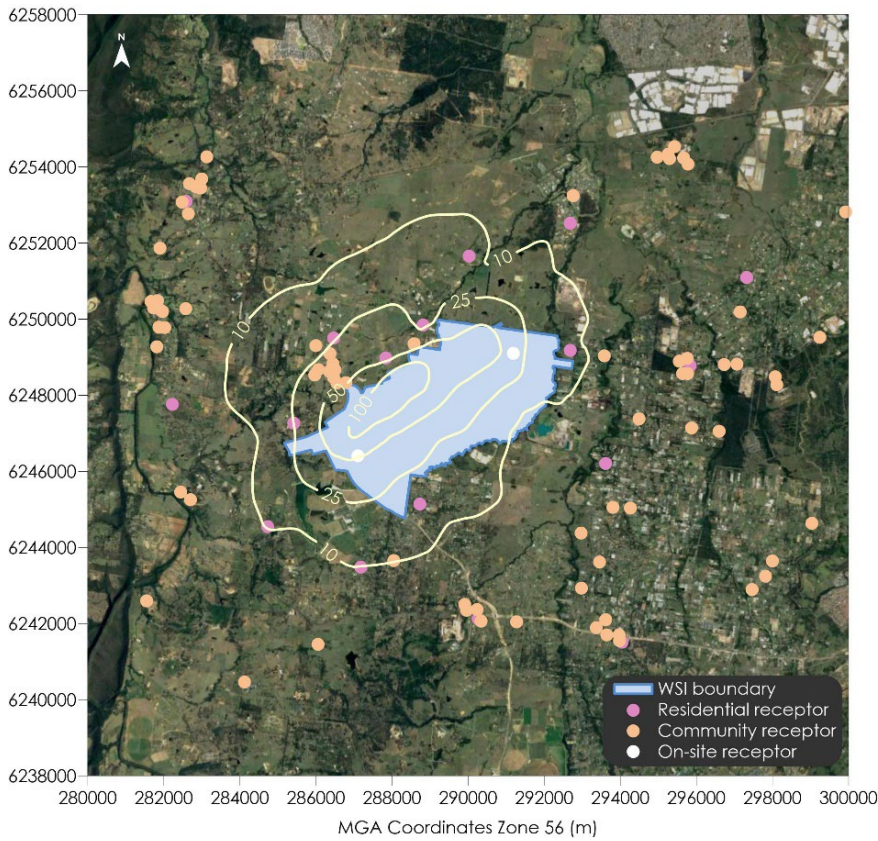 6258000
N
6256000
6254000
6252000
6250000
6248000
6246000
6244000
6242000
6240000
6238000
10
10
25
10
50
100
25
10
WSI boundary
Residential receptor
Community receptor
On-site receptor
280000 282000 284000 286000 288000 290000 292000 294000 296000 298000 300000
MGA Coordinates Zone 56 (m)